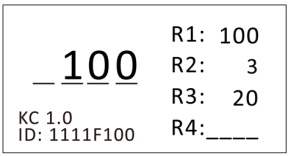 _100
KC 1.0
ID: 1111F100
R1: 100
R2: 3
R3: 20
R4:____